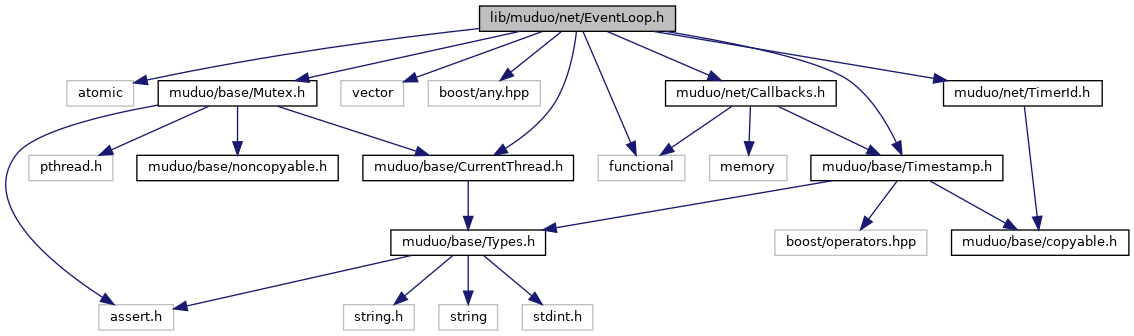 lib/muduo/net/EventLoop.h
atomic
muduo/base/Mutex.h
vector
boost/any.hpp
muduo/net/Callbacks.h
muduo/net/TimerId.h
pthread.h
muduo/base/noncopyable.h
muduo/base/CurrentThread.h
functional
memory
muduo/base/Timestamp.h
muduo/base/Types.h
boost/operators.hpp
muduo/base/copyable.h
assert.h
string.h
string
stdint.h